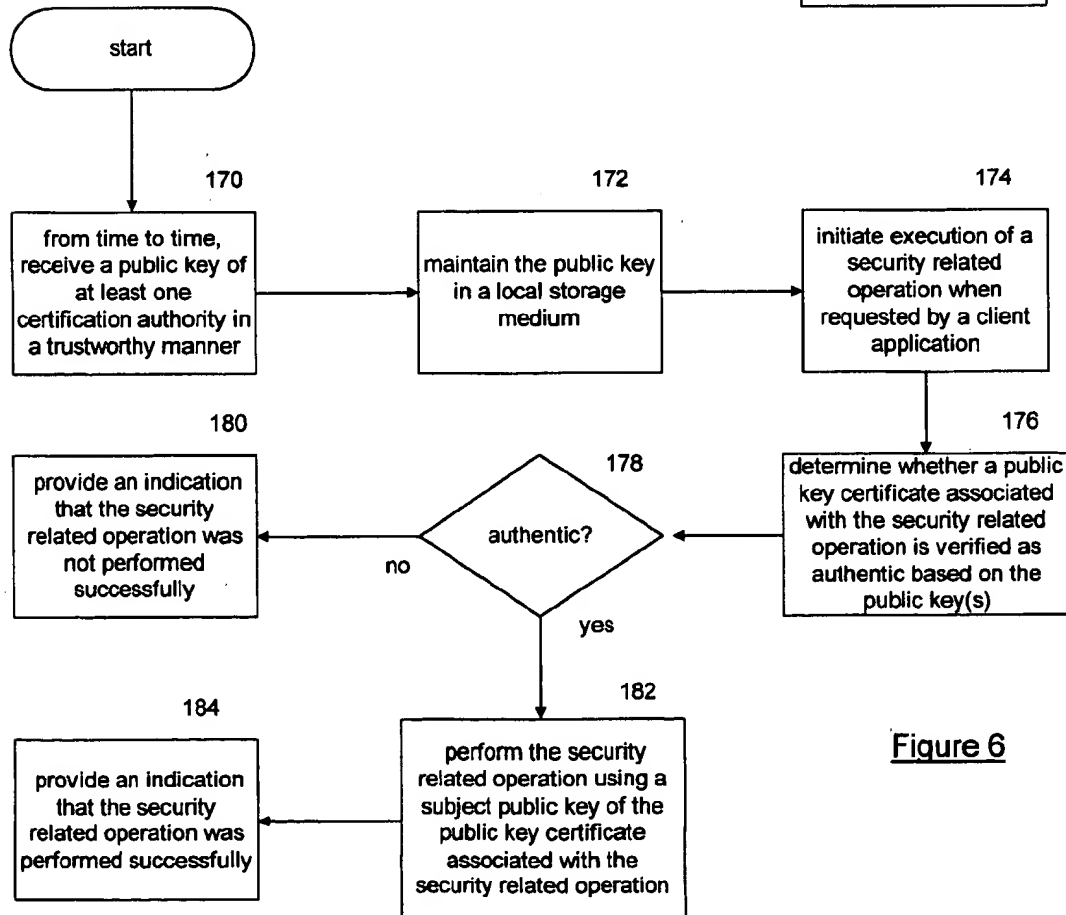 start
170
from time to time,
receive a public key of
at least one
certification authority in
a trustworthy manner
172
maintain the public key
in a local storage
medium
174
initiate execution of a
security related
operation when
requested by a client
application
176
determine whether a public
key certificate associated
with the security related
operation is verified as
authentic based on the
public key(s)
178
authentic?
no
yes
180
provide an indication
that the security
related operation was
not performed
successfully
182
perform the security
related operation using a
subject public key of the
public key certificate
associated with the
security related operation
184
provide an indication
that the security
related operation was
performed successfully
Figure 6